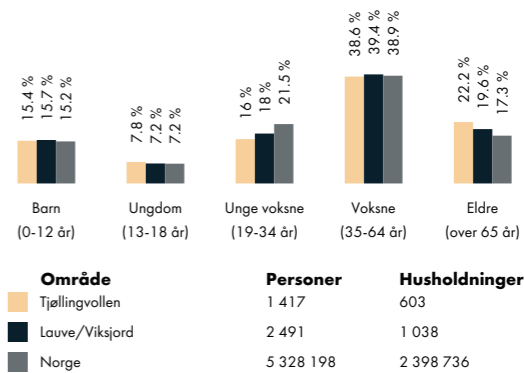 15.4 % 15.7 % 15.2 %
7.8 % 7.2 % 7.2 %
16 % 18 % 21.5 %
38.6 % 39.4 % 38.9 %
22.2 % 19.6 % 17.3 %
Barn Ungdom Unge voksne Voksne Eldre
(0-12 år) (13-18 år) (19-34 år) (35-64 år) (over 65 år)
Område Personer Husholdninger
Tjøllingvollen 1 417 603
Lauve/Viksjord 2 491 1 038
Norge 5 328 198 2 398 736